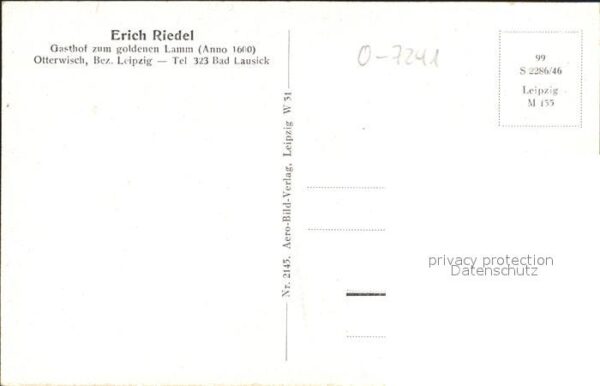 Erich Riedel
Gasthof zum goldenen Lamm (Anno 1600)
Otterwisch, Bez. Leipzig — Tel 323 Bad Lausick
O-7241
99
S 2286/46
Leipzig
M 155
Nr. 2145. Aero-Bild-Verlag, Leipzig W 31
privacy protection
Datenschutz